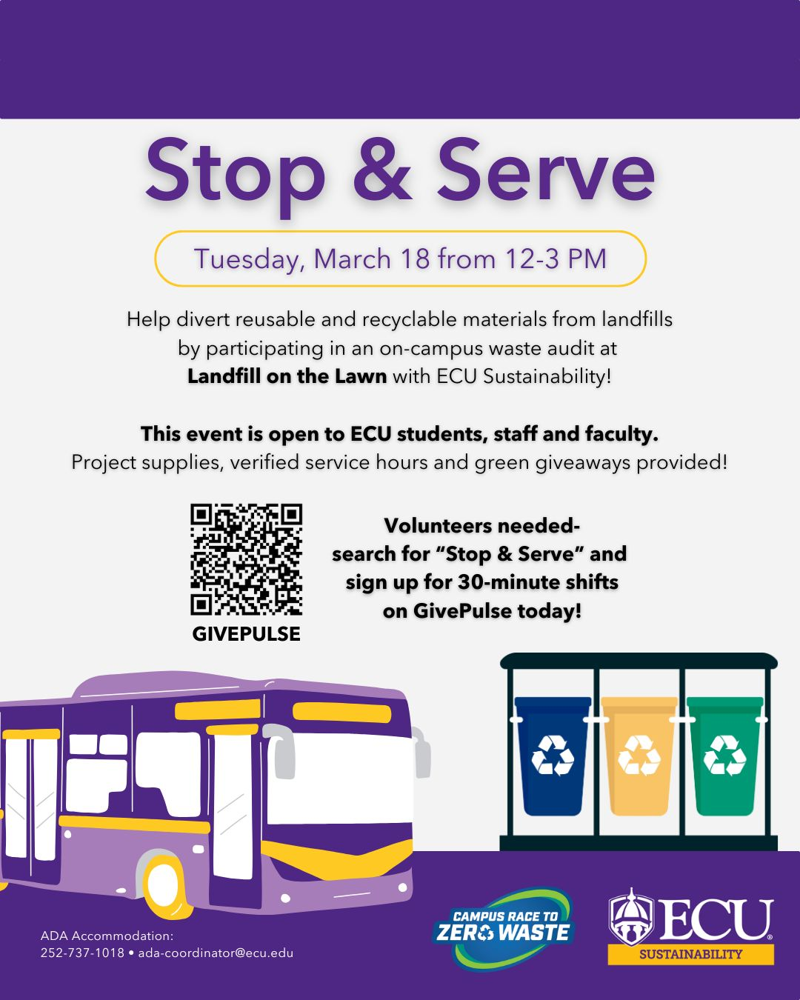 Stop & Serve
Tuesday, March 18 from 12-3 PM
Help divert reusable and recyclable materials from landfills
by participating in an on-campus waste audit at
Landfill on the Lawn with ECU Sustainability!
This event is open to ECU students, staff and faculty.
Project supplies, verified service hours and green giveaways provided!
Volunteers needed-
search for “Stop & Serve” and
sign up for 30-minute shifts
on GivePulse today!
GIVEPULSE
ADA Accommodation:
252-737-1018 • ada-coordinator@ecu.edu
CAMPUS RACE TO
ZERO WASTE
ECU®
SUSTAINABILITY